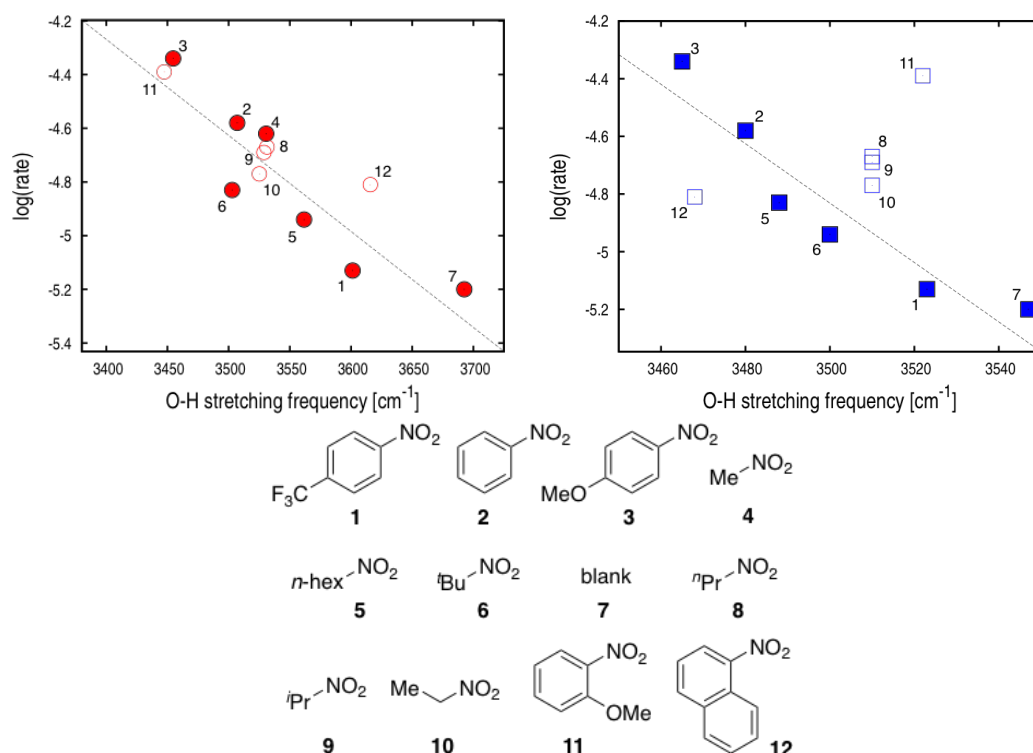 -4.2
-4.4
-4.6
-4.8
-5
-5.2
-5.4
log(rate)
3
11
2
4
9
8
10
12
6
5
1
7
3400 3450 3500 3550 3600 3650 3700
O-H stretching frequency [cm⁻¹]
-4.2
-4.4
-4.6
-4.8
-5
-5.2
log(rate)
3
11
2
8
9
10
12
5
6
1
7
3460 3480 3500 3520 3540
O-H stretching frequency [cm⁻¹]
NO₂ NO₂ NO₂ NO₂
F₃C MeO Me
1 2 3 4
n-hex NO₂ ᵗBu NO₂ blank ⁿPr NO₂
5 6 7 8
ⁱPr NO₂ Me NO₂ NO₂ NO₂
OMe
9 10 11 12